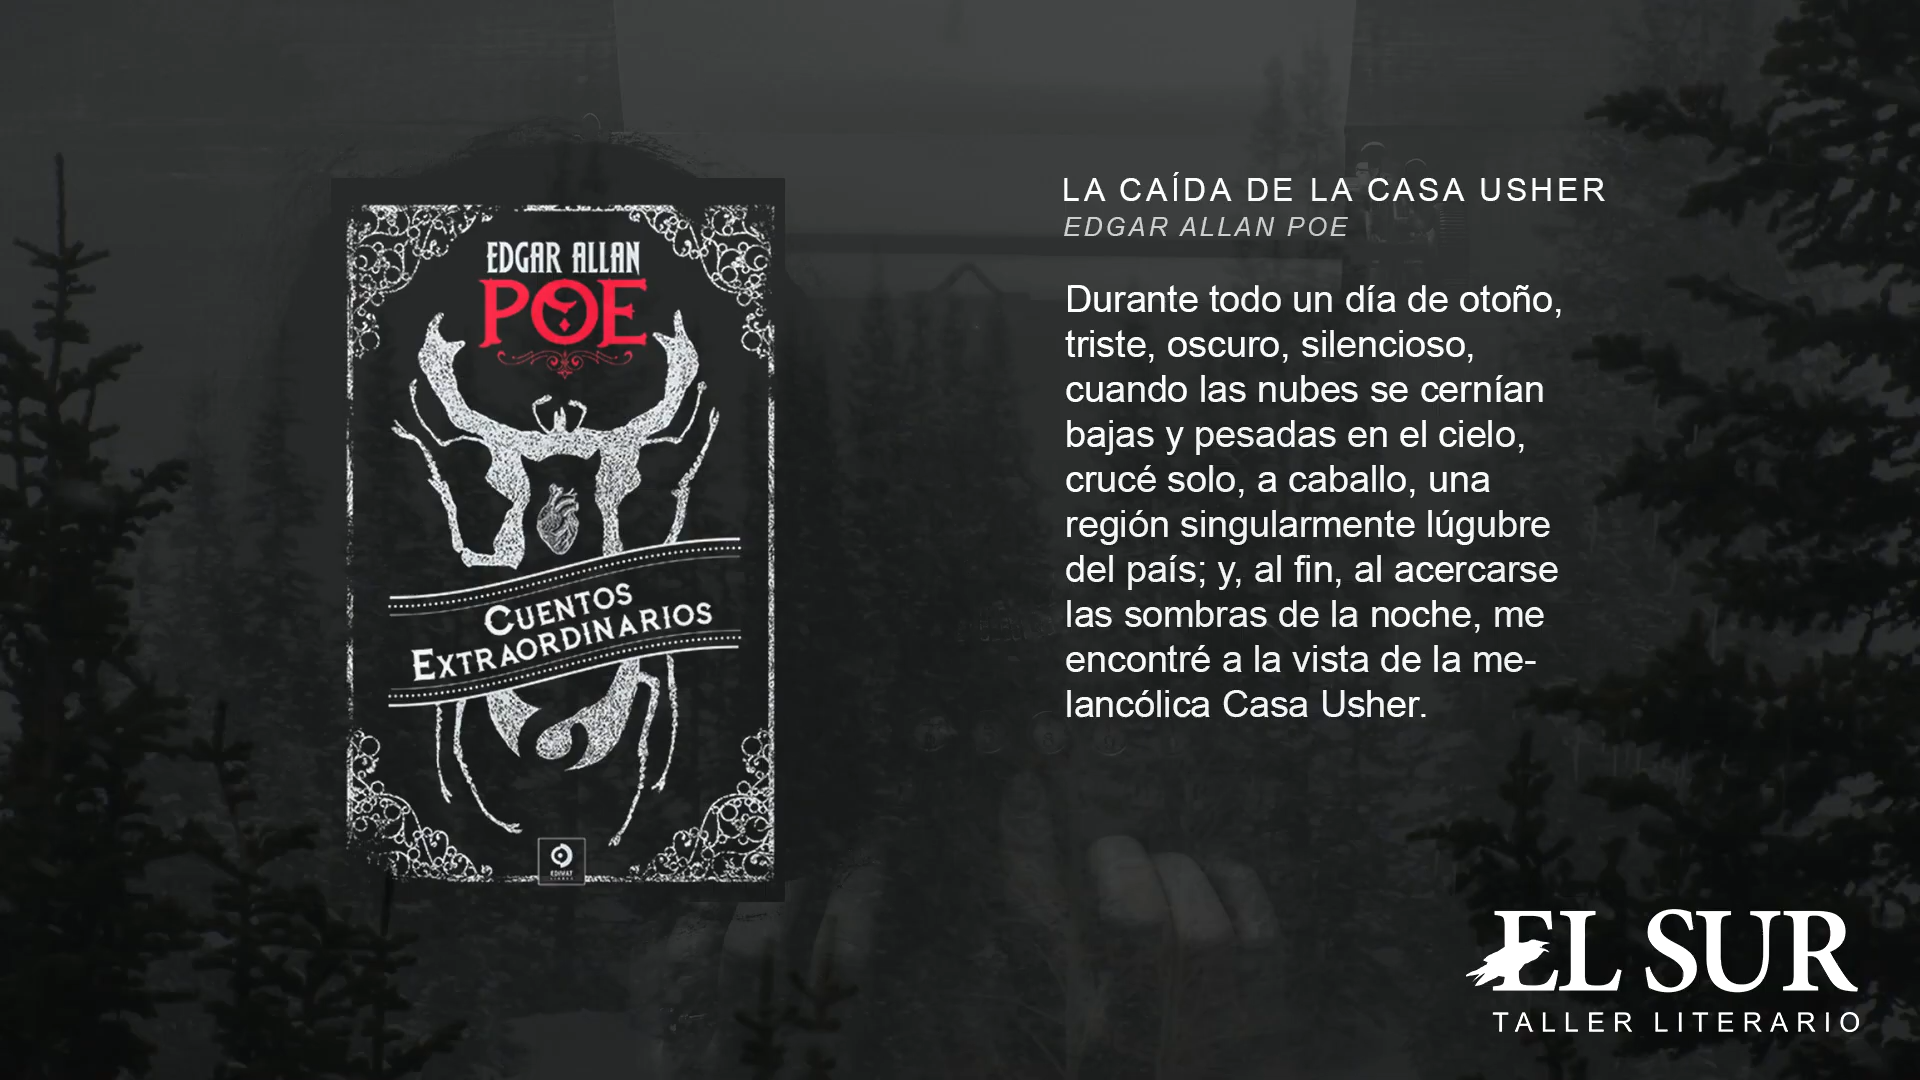 EDGAR ALLAN
POE
CUENTOS
EXTRAORDINARIOS
EDIMAT
LIBROS
LA CAÍDA DE LA CASA USHER
EDGAR ALLAN POE
Durante todo un día de otoño,
triste, oscuro, silencioso,
cuando las nubes se cernían
bajas y pesadas en el cielo,
crucé solo, a caballo, una
región singularmente lúgubre
del país; y, al fin, al acercarse
las sombras de la noche, me
encontré a la vista de la me-
lancólica Casa Usher.
EL SUR
TALLER LITERARIO